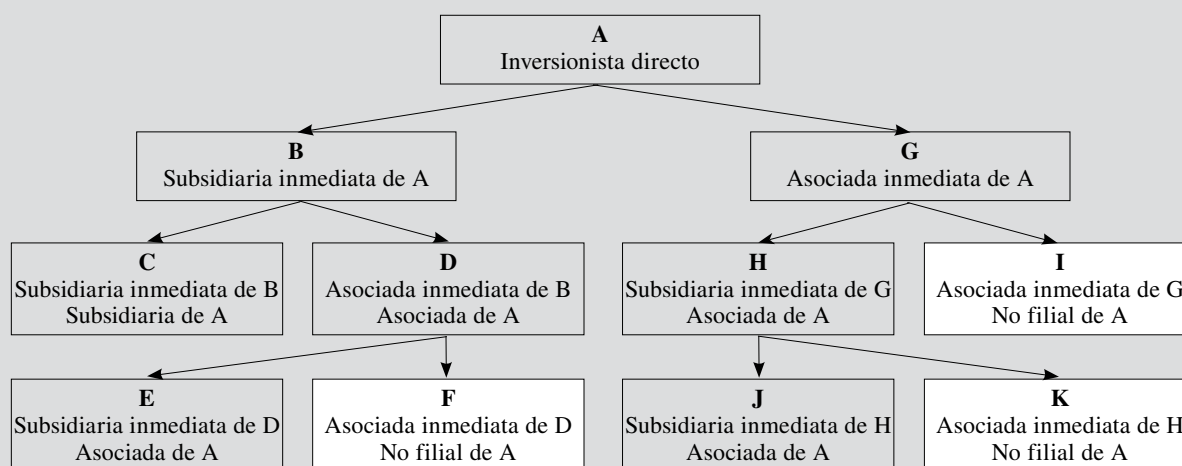 A
Inversionista directo
B
Subsidiaria inmediata de A
G
Asociada inmediata de A
C
Subsidiaria inmediata de B
Subsidiaria de A
D
Asociada inmediata de B
Asociada de A
H
Subsidiaria inmediata de G
Asociada de A
I
Asociada inmediata de G
No filial de A
E
Subsidiaria inmediata de D
Asociada de A
F
Asociada inmediata de D
No filial de A
J
Subsidiaria inmediata de H
Asociada de A
K
Asociada inmediata de H
No filial de A